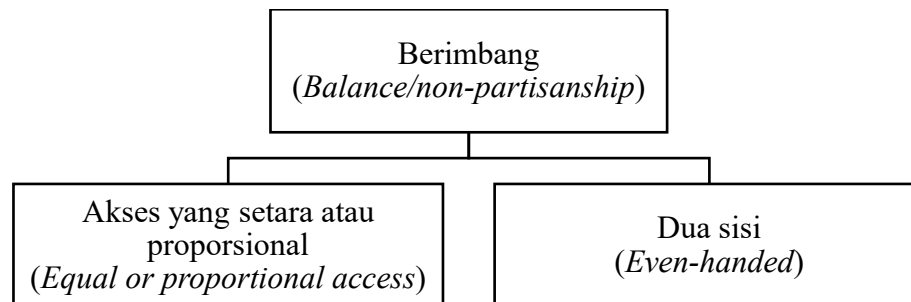 Berimbang
(Balance/non-partisanship)
Akses yang setara atau
proporsional
(Equal or proportional access)
Dua sisi
(Even-handed)